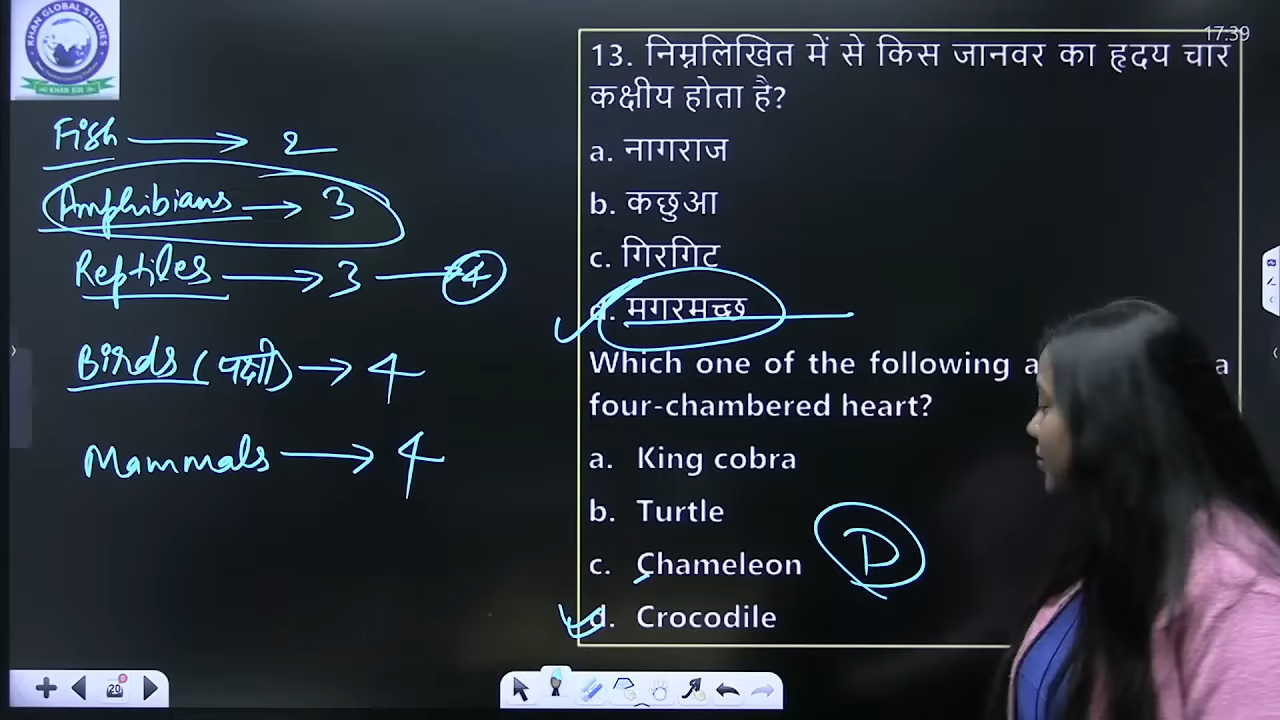 KHAN GLOBAL STUDIES
KHAN SIR
17:39
Fish → 2
Amphibians → 3
Reptiles → 3 → 4
Birds (पक्षी) → 4
Mammals → 4
13. निम्नलिखित में से किस जानवर का हृदय चार
कक्षीय होता है?
a. नागराज
b. कछुआ
c. गिरगिट
d. मगरमच्छ
Which one of the following a a
four-chambered heart?
a. King cobra
b. Turtle
c. Chameleon
d. Crocodile
D
20